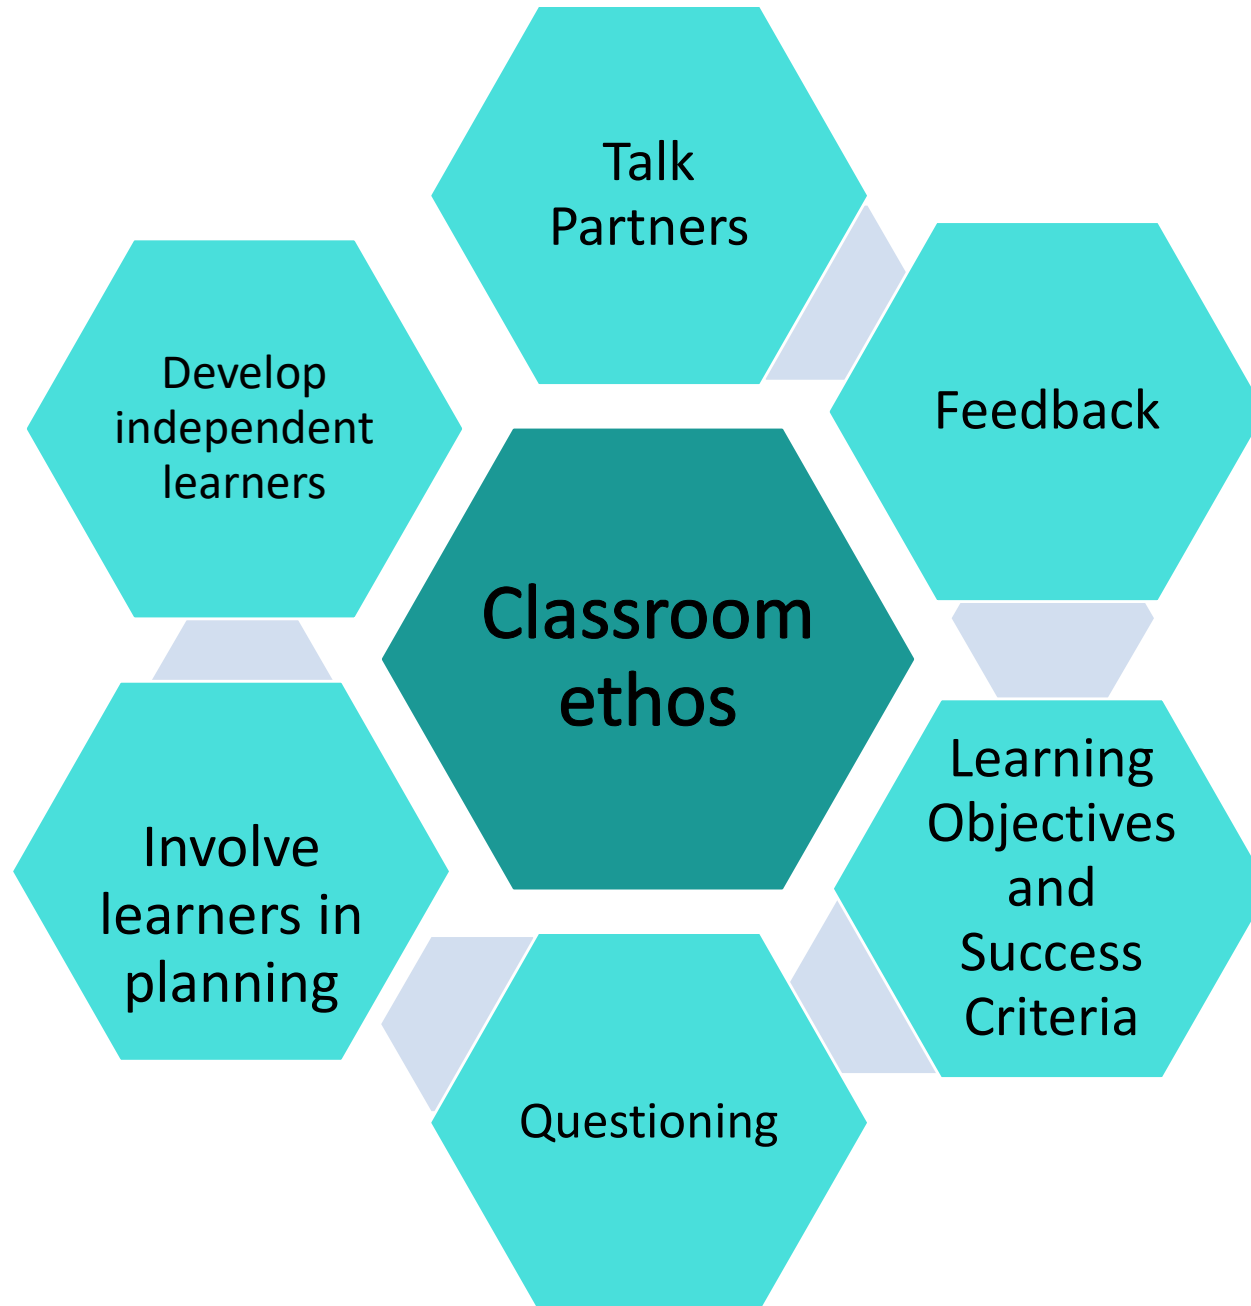 Talk
Partners
Feedback
Learning
Objectives
and
Success
Criteria
Questioning
Involve
learners in
planning
Develop
independent
learners
Classroom
ethos